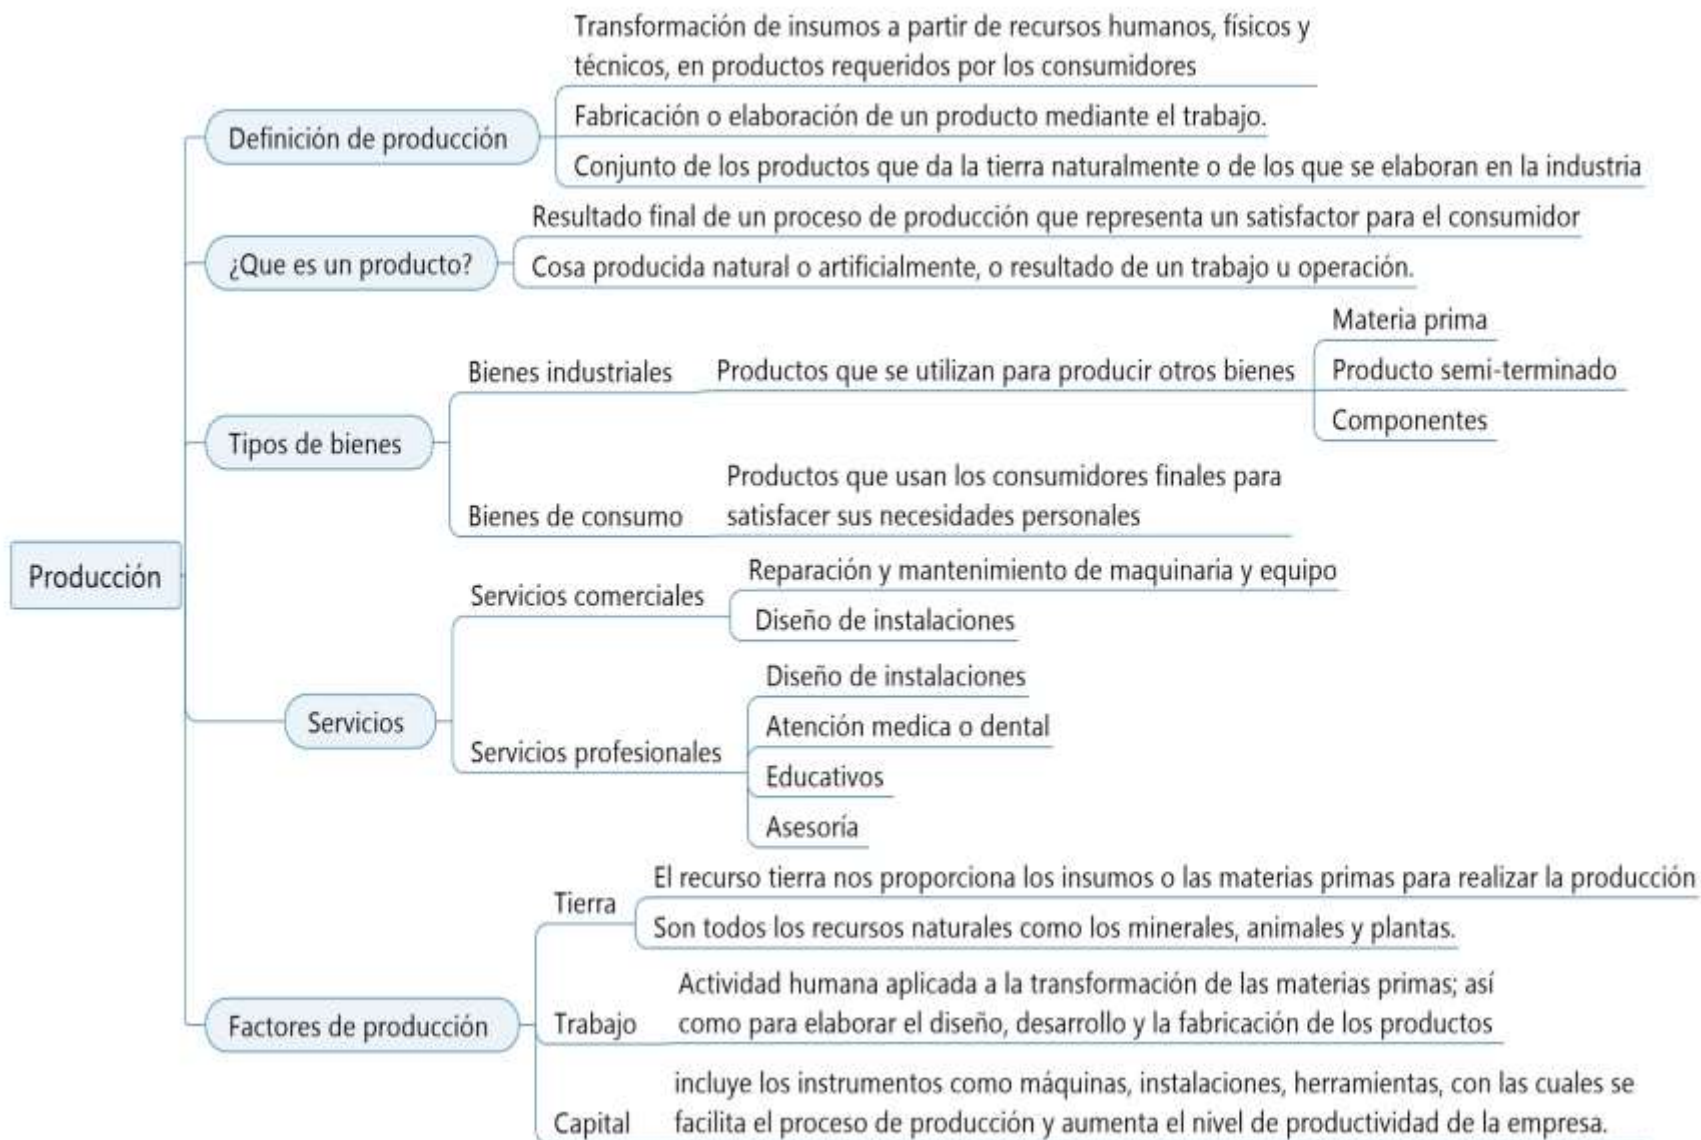 Producción
Definición de producción
Transformación de insumos a partir de recursos humanos, físicos y
técnicos, en productos requeridos por los consumidores
Fabricación o elaboración de un producto mediante el trabajo.
Conjunto de los productos que da la tierra naturalmente o de los que se elaboran en la industria
¿Que es un producto?
Resultado final de un proceso de producción que representa un satisfactor para el consumidor
Cosa producida natural o artificialmente, o resultado de un trabajo u operación.
Tipos de bienes
Bienes industriales
Productos que se utilizan para producir otros bienes
Materia prima
Producto semi-terminado
Componentes
Bienes de consumo
Productos que usan los consumidores finales para
satisfacer sus necesidades personales
Servicios
Servicios comerciales
Reparación y mantenimiento de maquinaria y equipo
Diseño de instalaciones
Servicios profesionales
Diseño de instalaciones
Atención medica o dental
Educativos
Asesoría
Factores de producción
Tierra
El recurso tierra nos proporciona los insumos o las materias primas para realizar la producción
Son todos los recursos naturales como los minerales, animales y plantas.
Trabajo
Actividad humana aplicada a la transformación de las materias primas; así
como para elaborar el diseño, desarrollo y la fabricación de los productos
Capital
incluye los instrumentos como máquinas, instalaciones, herramientas, con las cuales se
facilita el proceso de producción y aumenta el nivel de productividad de la empresa.